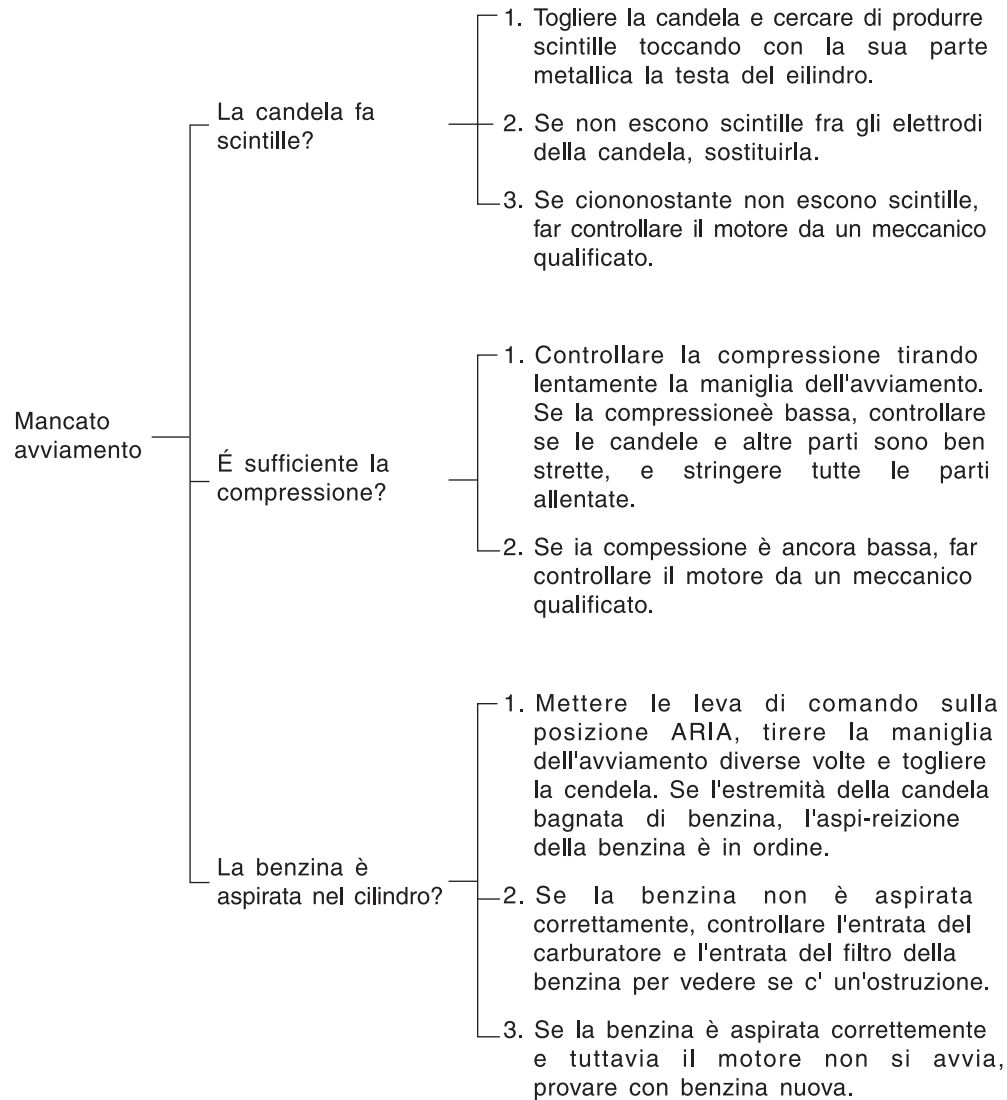 Mancato
avviamento
La candela fa
scintille?
1. Togliere la candela e cercare di produrre
scintille toccando con la sua parte
metallica la testa del eilindro.
2. Se non escono scintille fra gli elettrodi
della candela, sostituirla.
3. Se ciononostante non escono scintille,
far controllare il motore da un meccanico
qualificato.
É sufficiente la
compressione?
1. Controllare la compressione tirando
lentamente la maniglia dell'avviamento.
Se la compressioneè bassa, controllare
se le candele e altre parti sono ben
strette, e stringere tutte le parti
allentate.
2. Se ia compessione è ancora bassa, far
controllare il motore da un meccanico
qualificato.
La benzina è
aspirata nel cilindro?
1. Mettere le leva di comando sulla
posizione ARIA, tirere la maniglia
dell'avviamento diverse volte e togliere
la cendela. Se l'estremità della candela
bagnata di benzina, l'aspi-reizione
della benzina è in ordine.
2. Se la benzina non è aspirata
correttamente, controllare l'entrata del
carburatore e l'entrata del filtro della
benzina per vedere se c' un'ostruzione.
3. Se la benzina è aspirata correttemente
e tuttavia il motore non si avvia,
provare con benzina nuova.